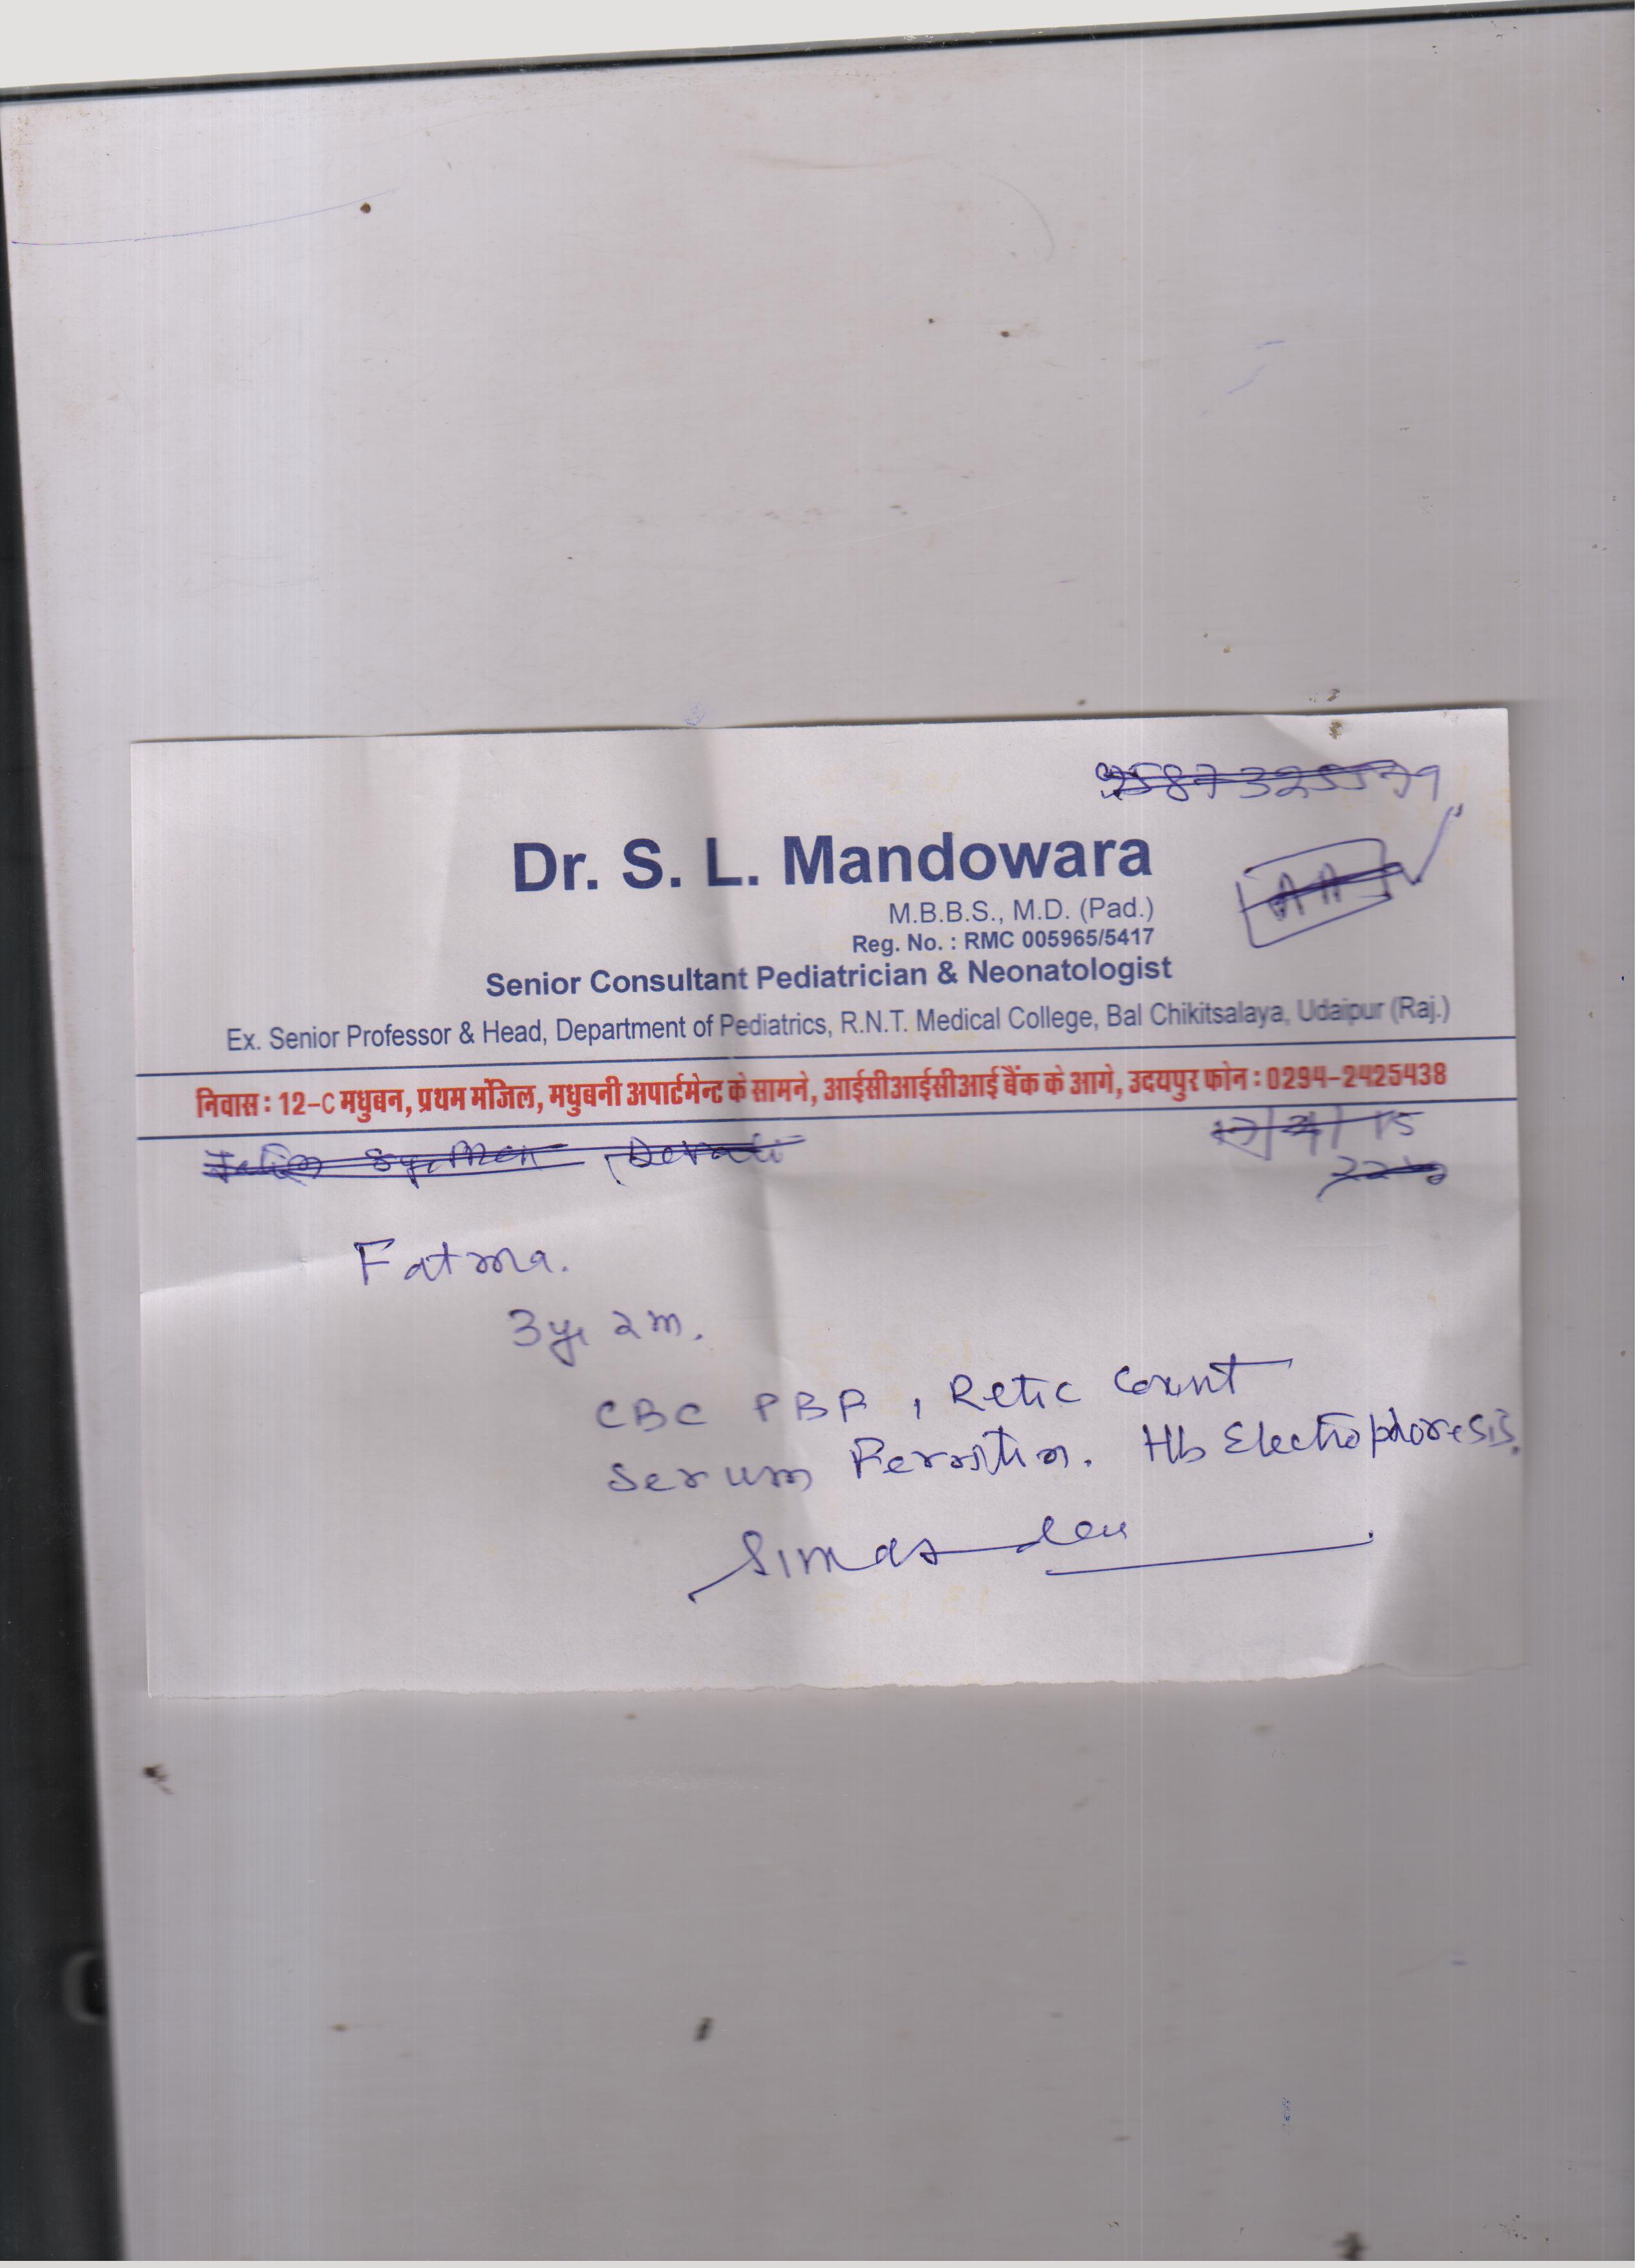 Dr. S. L. Mandowara
M.B.B.S., M.D. (Pad.)
Reg. No. : RMC 005965/5417
Senior Consultant Pediatrician & Neonatologist
Ex. Senior Professor & Head, Department of Pediatrics, R.N.T. Medical College, Bal Chikitsalaya, Udaipur (Raj.)
निवास : 12-C मधुबन, प्रथम मंजिल, मधुबनी अपार्टमेन्ट के सामने, आईसीआईसीआई बैंक के आगे, उदयपुर फोन : 0294-2425438
Fatma.
3yr 2m.
CBC PBF, Retic Count
Serum Ferritin. Hb Electrophoresis.